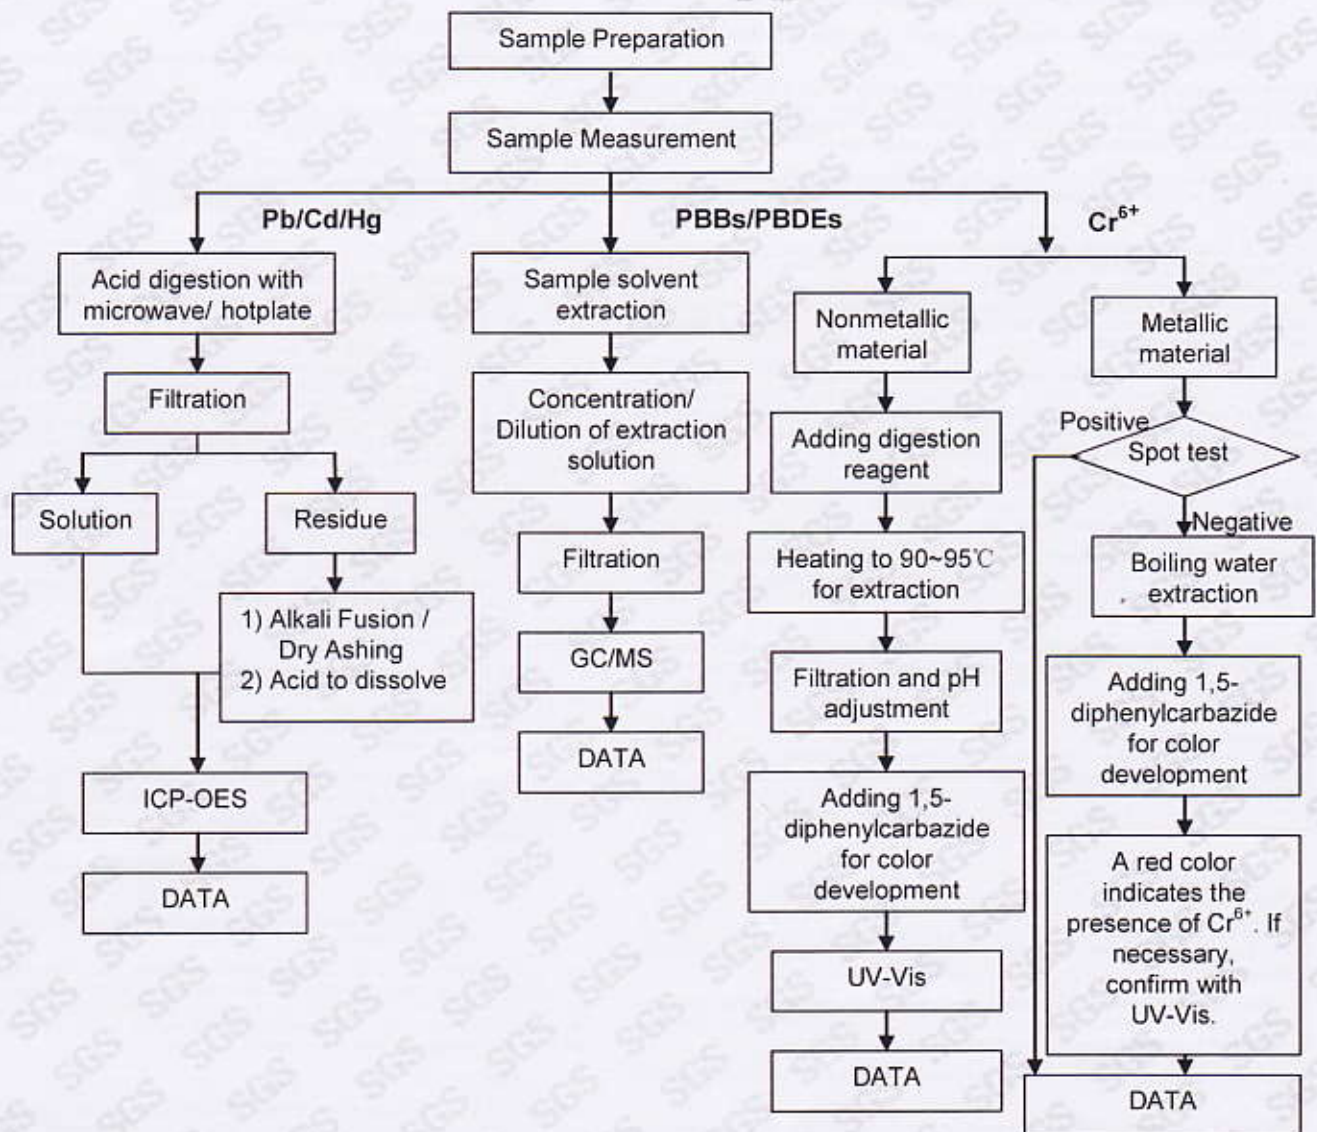 Sample Preparation
Sample Measurement
Pb/Cd/Hg
PBBs/PBDEs
Cr⁶⁺
Acid digestion with
microwave/ hotplate
Filtration
Solution
Residue
1) Alkali Fusion /
Dry Ashing
2) Acid to dissolve
ICP-OES
DATA
Sample solvent
extraction
Concentration/
Dilution of extraction
solution
Filtration
GC/MS
DATA
Nonmetallic
material
Adding digestion
reagent
Heating to 90~95℃
for extraction
Filtration and pH
adjustment
Adding 1,5-
diphenylcarbazide
for color
development
UV-Vis
DATA
Metallic
material
Positive
Spot test
Negative
Boiling water
extraction
Adding 1,5-
diphenylcarbazide
for color
development
A red color
indicates the
presence of Cr⁶⁺. If
necessary,
confirm with
UV-Vis.
DATA